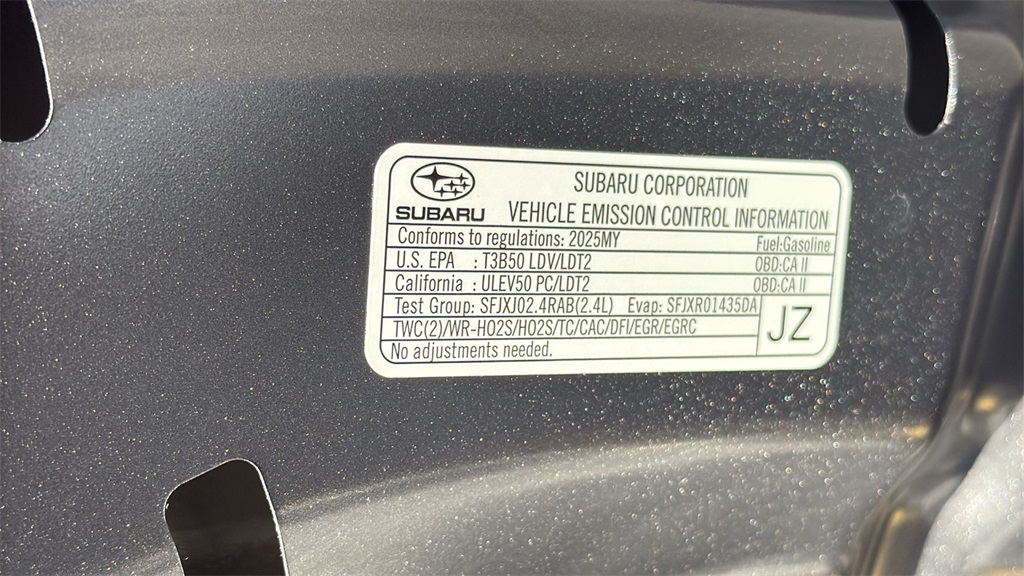 SUBARU
SUBARU CORPORATION
VEHICLE EMISSION CONTROL INFORMATION
Conforms to regulations: 2025MY Fuel:Gasoline
U.S. EPA : T3B50 LDV/LDT2 OBD:CA II
California : ULEV50 PC/LDT2 OBD:CA II
Test Group: SFJXJ02.4RAB(2.4L) Evap: SFJXR01435DA
TWC(2)/WR-HO2S/HO2S/TC/CAC/DFI/EGR/EGRC
JZ
No adjustments needed.